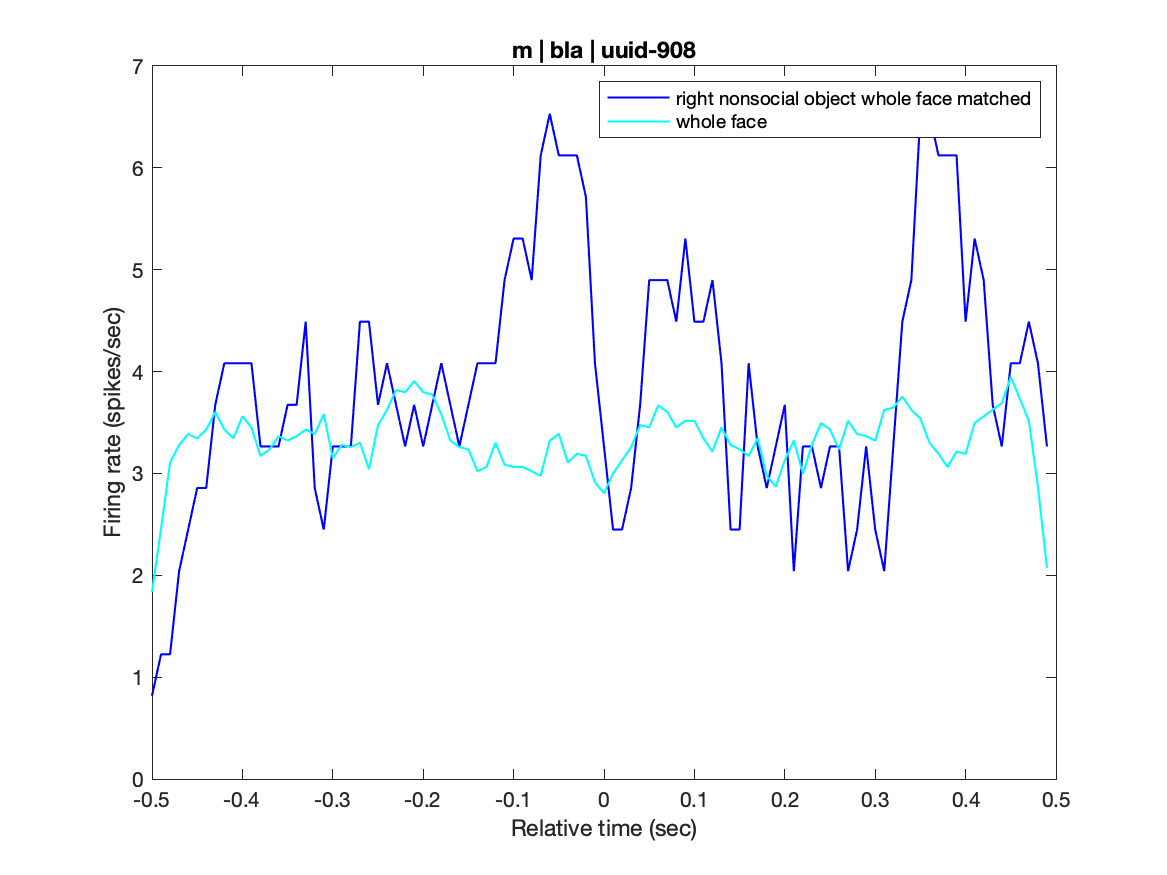 m | bla | uuid-908
right nonsocial object whole face matched
whole face
7
6
5
4
3
2
1
0
Firing rate (spikes/sec)
-0.5 -0.4 -0.3 -0.2 -0.1 0 0.1 0.2 0.3 0.4 0.5
Relative time (sec)